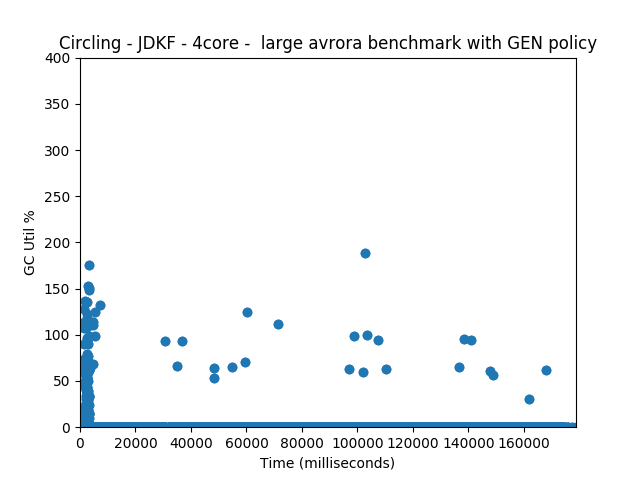 Circling - JDKF - 4core -  large avrora benchmark with GEN policy
400
350
300
250
200
150
100
50
0
GC Util %
0 20000 40000 60000 80000 100000 120000 140000 160000
Time (milliseconds)